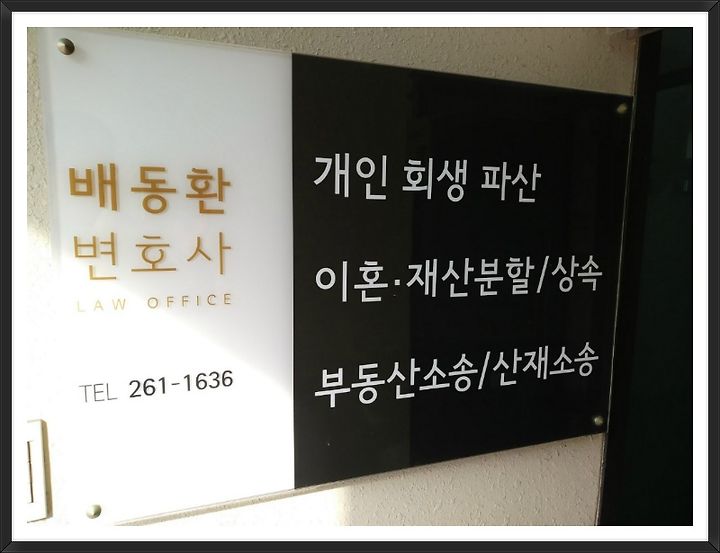 배동환
변호사
LAW OFFICE
TEL 261-1636
개인 회생 파산
이혼·재산분할/상속
부동산소송/산재소송